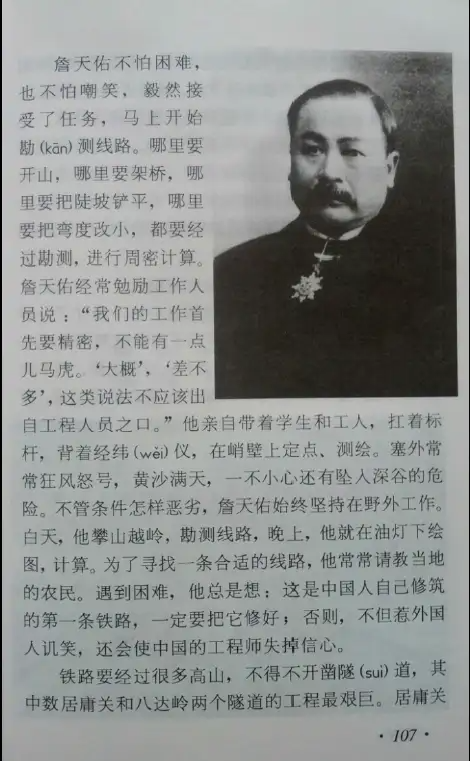 詹天佑不怕困难，
也不怕嘲笑，毅然接
受了任务，马上开始
勘(kān)测线路。哪里要
开山，哪里要架桥，哪
里要把陡坡铲平，哪里
要把弯度改小，都要经
过勘测，进行周密计算。
詹天佑经常勉励工作人
员说：“我们的工作首
先要精密，不能有一点
儿马虎。‘大概’，‘差不
多’，这类说法不应该出
自工程人员之口。”他亲自带着学生和工人，扛着标
杆，背着经纬(wěi)仪，在峭壁上定点、测绘。塞外常
常狂风怒号，黄沙满天，一不小心还有坠入深谷的危
险。不管条件怎样恶劣，詹天佑始终坚持在野外工作。
白天，他攀山越岭，勘测线路，晚上，他就在油灯下绘
图，计算。为了寻找一条合适的线路，他常常请教当地
的农民。遇到困难，他总是想：这是中国人自己修筑
的第一条铁路，一定要把它修好；否则，不但惹外国
人讥笑，还会使中国的工程师失掉信心。
铁路要经过很多高山，不得不开凿隧(suì)道，其
中数居庸关和八达岭两个隧道的工程最艰巨。居庸关
·107·